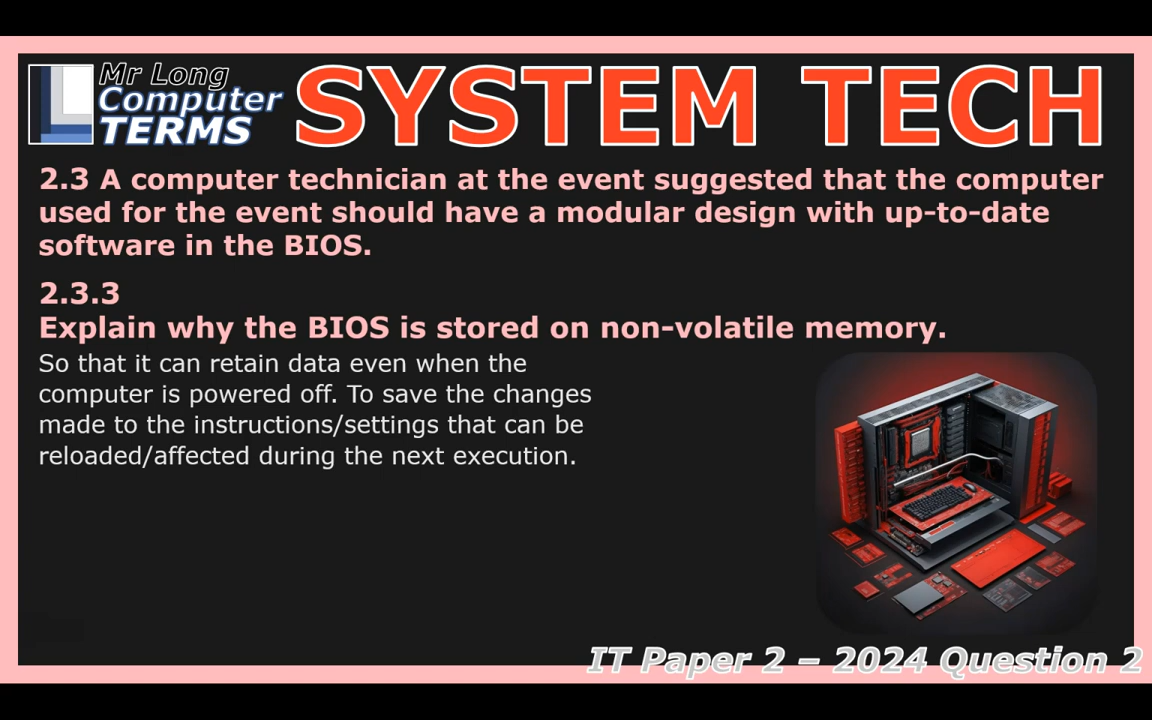 Mr Long
Computer
TERMS
SYSTEM TECH
2.3 A computer technician at the event suggested that the computer
used for the event should have a modular design with up-to-date
software in the BIOS.
2.3.3
Explain why the BIOS is stored on non-volatile memory.
So that it can retain data even when the
computer is powered off. To save the changes
made to the instructions/settings that can be
reloaded/affected during the next execution.
IT Paper 2 – 2024 Question 2